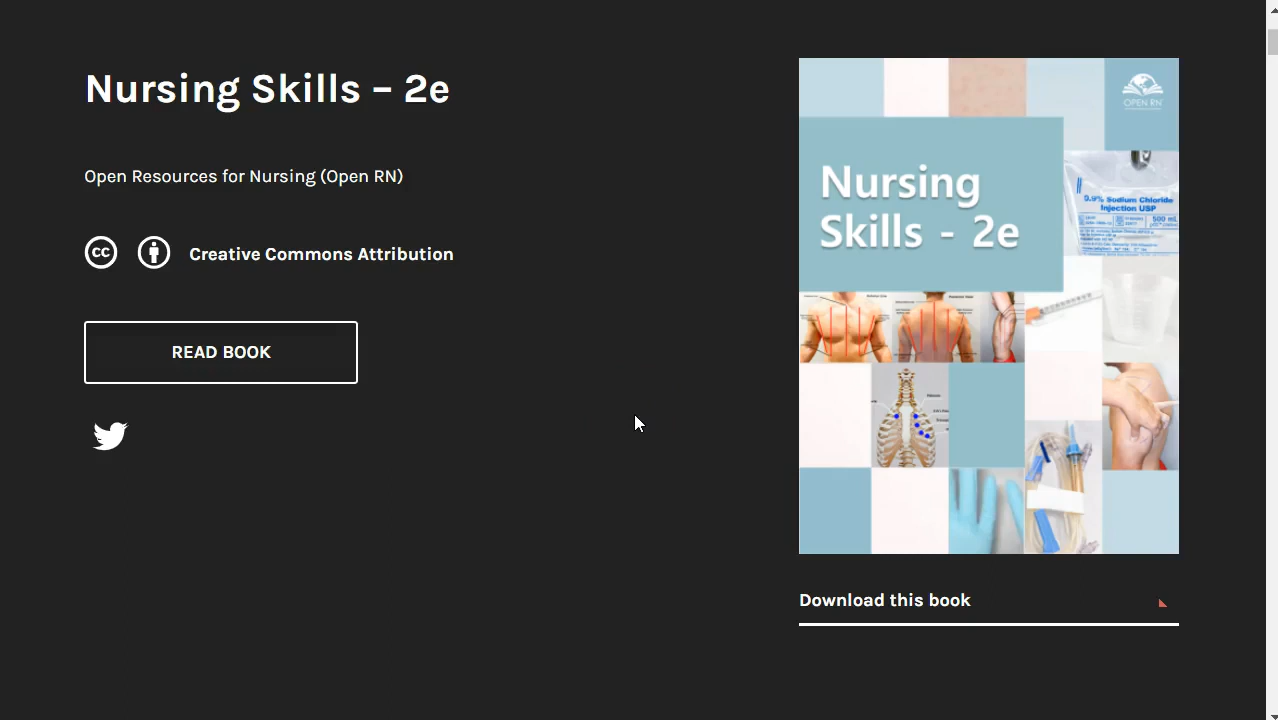 Nursing Skills – 2e
Open Resources for Nursing (Open RN)
Creative Commons Attribution
READ BOOK
OPEN RN
Nursing
Skills - 2e
0.9% Sodium Chloride
Injection USP
500 mL
Download this book